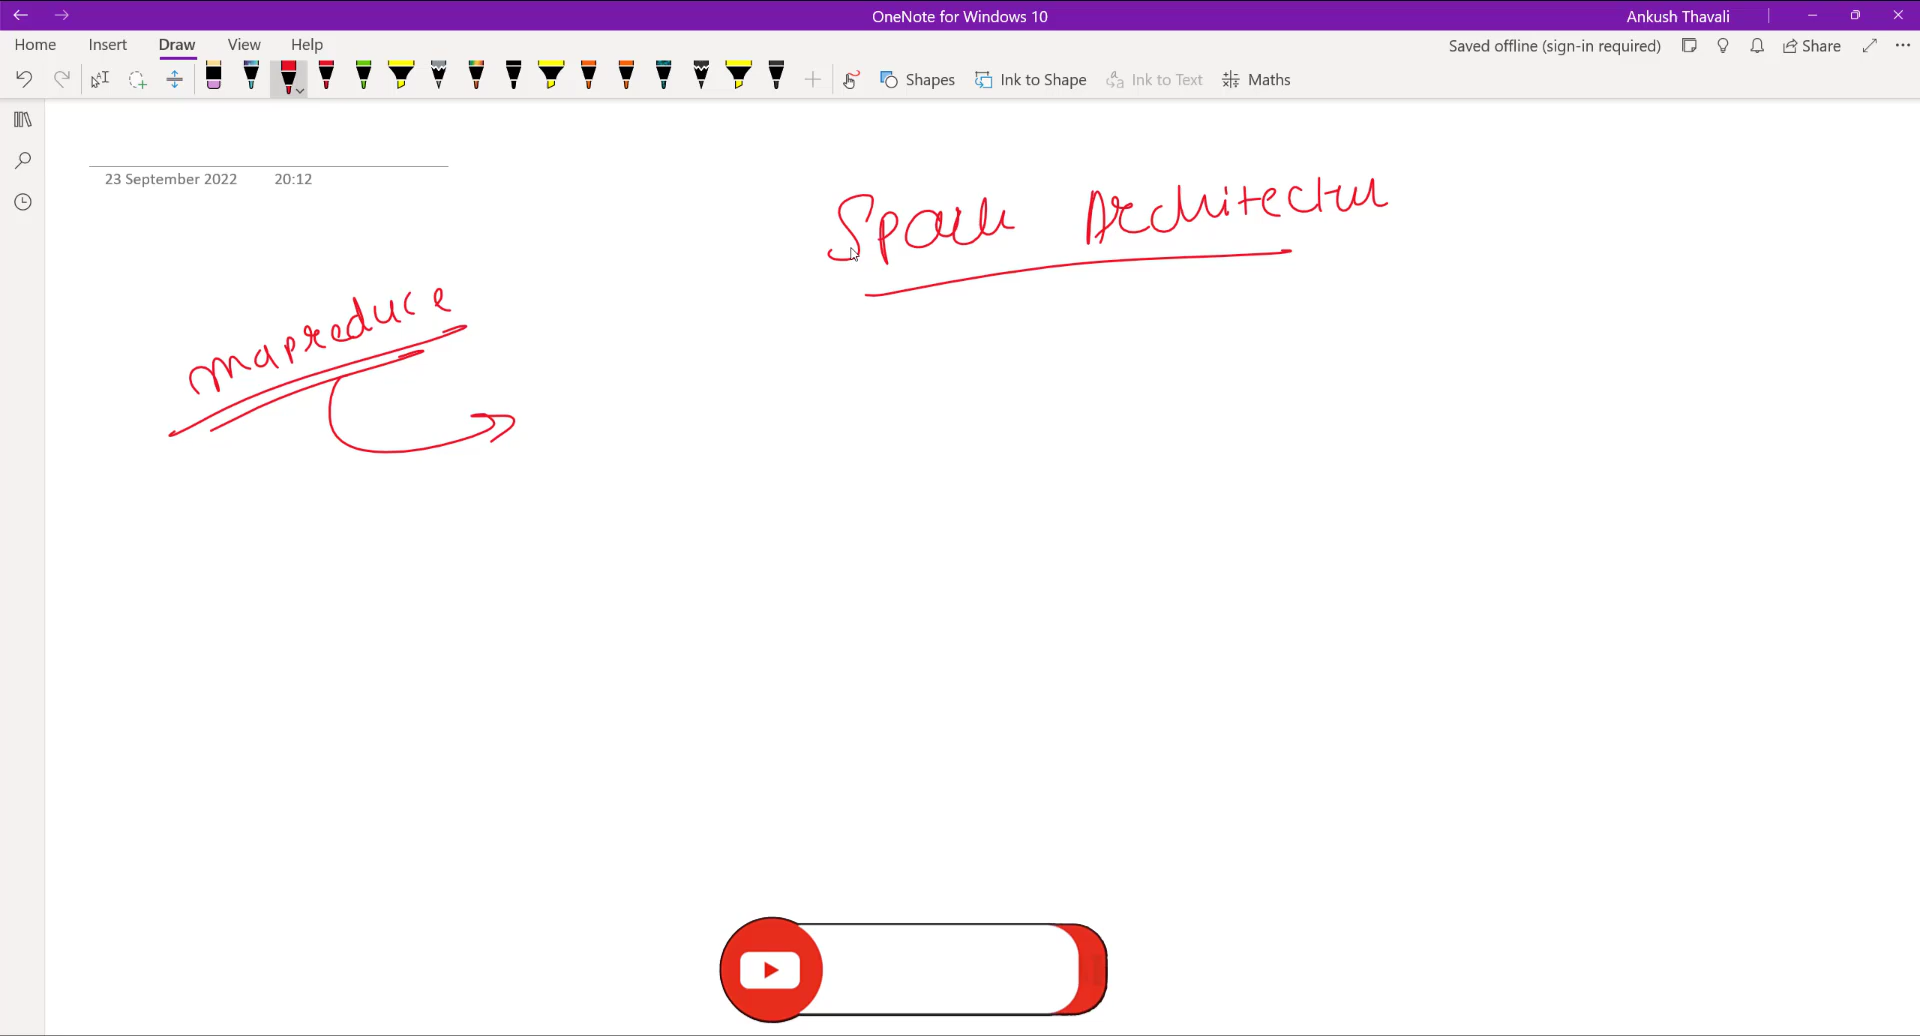 OneNote for Windows 10
Ankush Thavali
Home Insert Draw View Help
Saved offline (sign-in required) Share
Shapes Ink to Shape Ink to Text Maths
23 September 2022 20:12
Spark Architectur
mapreduce